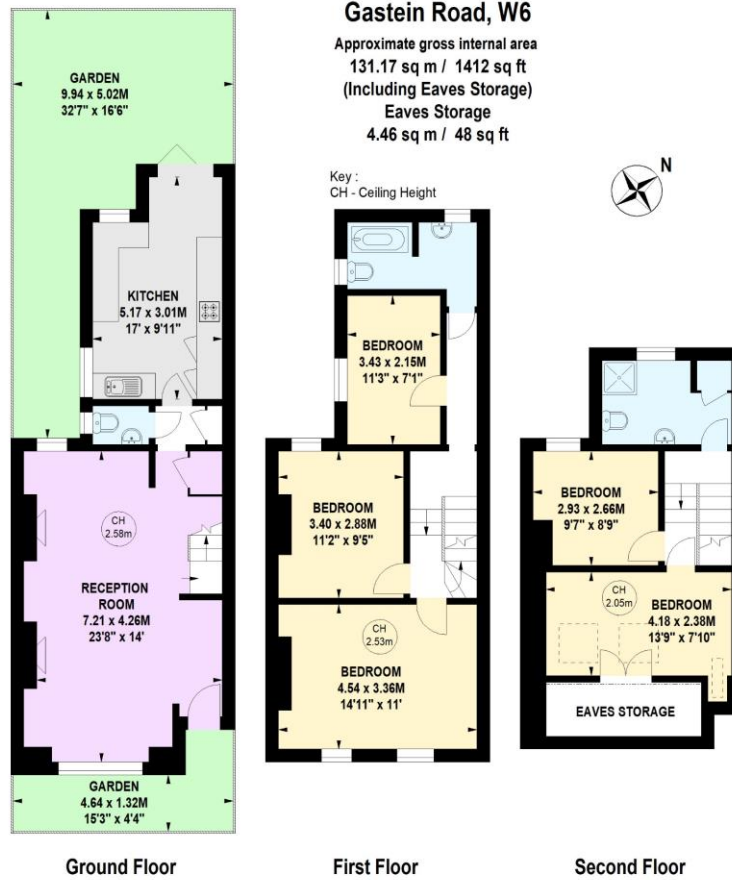 Gastein Road, W6
Approximate gross internal area
131.17 sq m / 1412 sq ft
(Including Eaves Storage)
Eaves Storage
4.46 sq m / 48 sq ft
Key :
CH - Ceiling Height
N
GARDEN
9.94 x 5.02M
32'7" x 16'6"
KITCHEN
5.17 x 3.01M
17' x 9'11"
CH
2.58m
RECEPTION
ROOM
7.21 x 4.26M
23'8" x 14'
GARDEN
4.64 x 1.32M
15'3" x 4'4"
Ground Floor
BEDROOM
3.43 x 2.15M
11'3" x 7'1"
BEDROOM
3.40 x 2.88M
11'2" x 9'5"
CH
2.53m
BEDROOM
4.54 x 3.36M
14'11" x 11'
First Floor
BEDROOM
2.93 x 2.66M
9'7" x 8'9"
CH
2.05m
BEDROOM
4.18 x 2.38M
13'9" x 7'10"
EAVES STORAGE
Second Floor